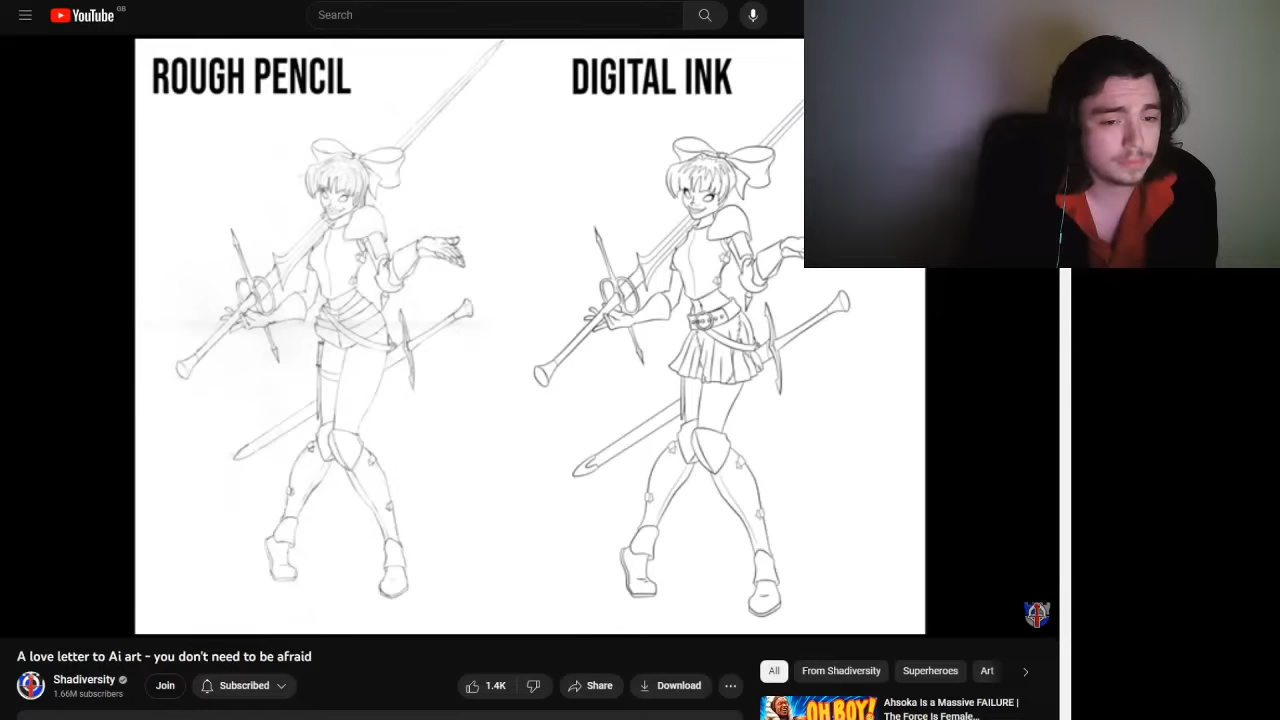 YouTube GB
Search
ROUGH PENCIL
DIGITAL INK
A love letter to Ai art - you don't need to be afraid
Shadiversity
1.66M subscribers
Join
Subscribed
1.4K
Share
Download
All
From Shadiversity
Superheroes
Art
OH BOY!
Ahsoka Is a Massive FAILURE |
The Force Is Female...